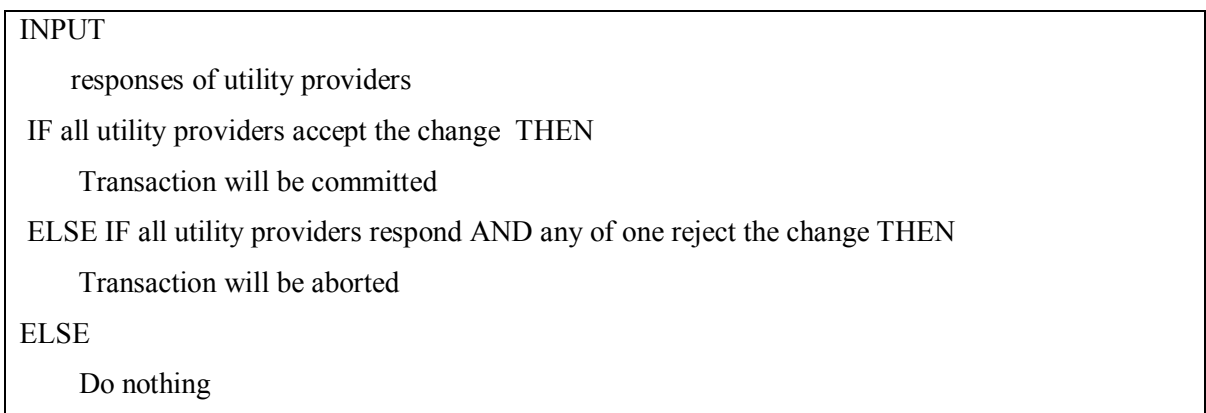 INPUT
responses of utility providers
IF all utility providers accept the change THEN
Transaction will be committed
ELSE IF all utility providers respond AND any of one reject the change THEN
Transaction will be aborted
ELSE
Do nothing